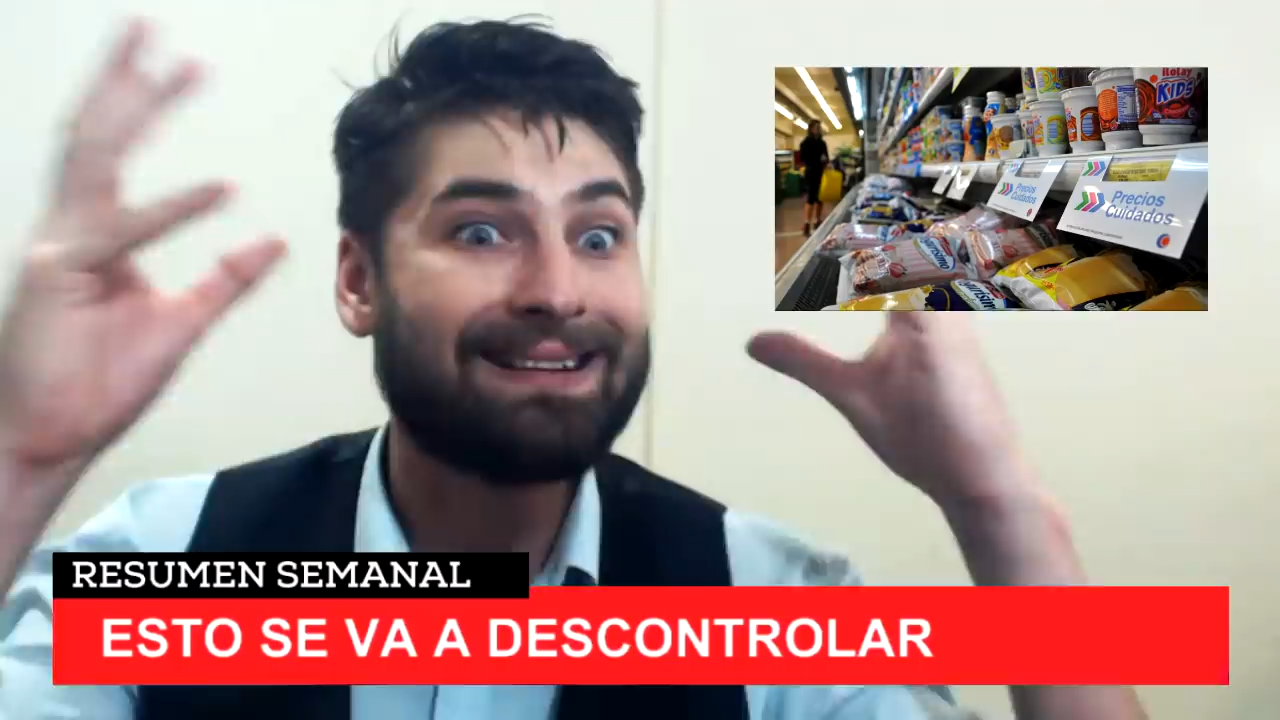 KIDS
Precios
Cuidados
Precios
Cuidados
RESUMEN SEMANAL
ESTO SE VA A DESCONTROLAR